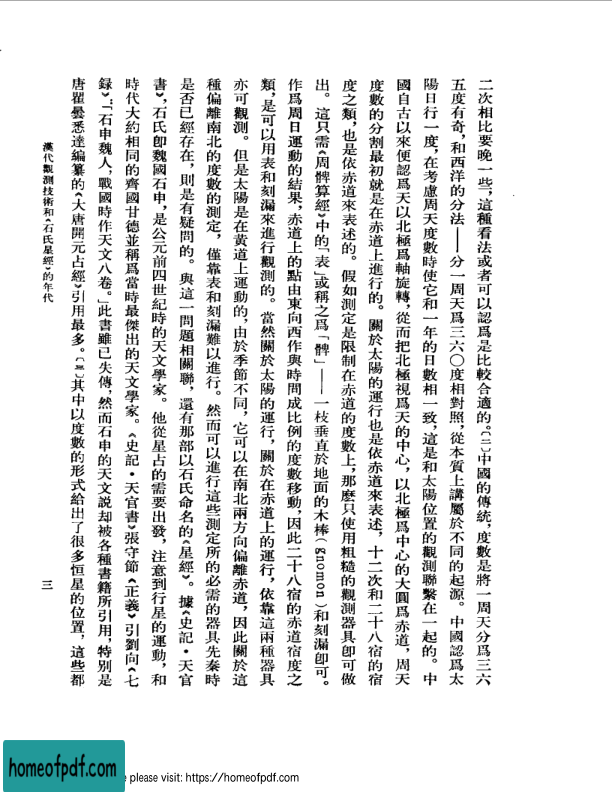 二次相比要晚一些，這種看法或者可以認爲是比較合適的。〔二〕中國的傳統，度數是將一周天分爲三六
五度有奇，和西洋的分法——分一周天爲三六〇度相對照，從本質上講屬於不同的起源。中國認爲太
陽日行一度，在考慮周天度數時使它和一年的日數相一致，這是和太陽位置的觀測聯繫在一起的。中
國自古以來便認爲天以北極爲軸旋轉，從而把北極視爲天的中心，以北極爲中心的大圓爲赤道，周天
度數的分割最初就是在赤道上進行的。關於太陽的運行也是依赤道來表述，十二次和二十八宿的宿
度之類，也是依赤道來表述的。假如測定是限制在赤道的度數上，那麽只使用粗糙的觀測器具卽可做
出。這只需《周髀算經》中的「表」或稱之爲「髀」——一枝垂直於地面的木棒（gnomon）和刻漏卽可。
作爲周日運動的結果，赤道上的點由東向西作與時間成比例的度數移動，因此二十八宿的赤道宿度之
類，是可以用表和刻漏來進行觀測的。當然關於太陽的運行，關於在赤道上的運行，依靠這兩種器具
亦可觀測。但是太陽是在黄道上運動的，由於季節不同，它可以在南北兩方向偏離赤道，因此關於這
種偏離南北的度數的測定，僅靠表和刻漏難以進行。然而可以進行這些測定所的必需的器具先秦時
是否已經存在，則是有疑問的。與這一問題相關聯，還有那部以石氏命名的《星經》。據《史記·天官
書》，石氏卽魏國石申，是公元前四世紀時的天文學家。他從星占的需要出發，注意到行星的運動，和
時代大約相同的齊國甘德並稱爲當時最傑出的天文學家。《史記·天官書》張守節《正義》引劉向《七
録》：「石申魏人，戰國時作天文八卷。」此書雖已失傳，然而石申的天文説却被各種書籍所引用，特别是
唐瞿曇悉達編纂的《大唐開元占經》引用最多。〔三〕其中以度數的形式給出了很多恒星的位置，這些都
漢代觀測技術和《石氏星經》的年代
三
homeofpdf.com
e please visit: https://homeofpdf.com